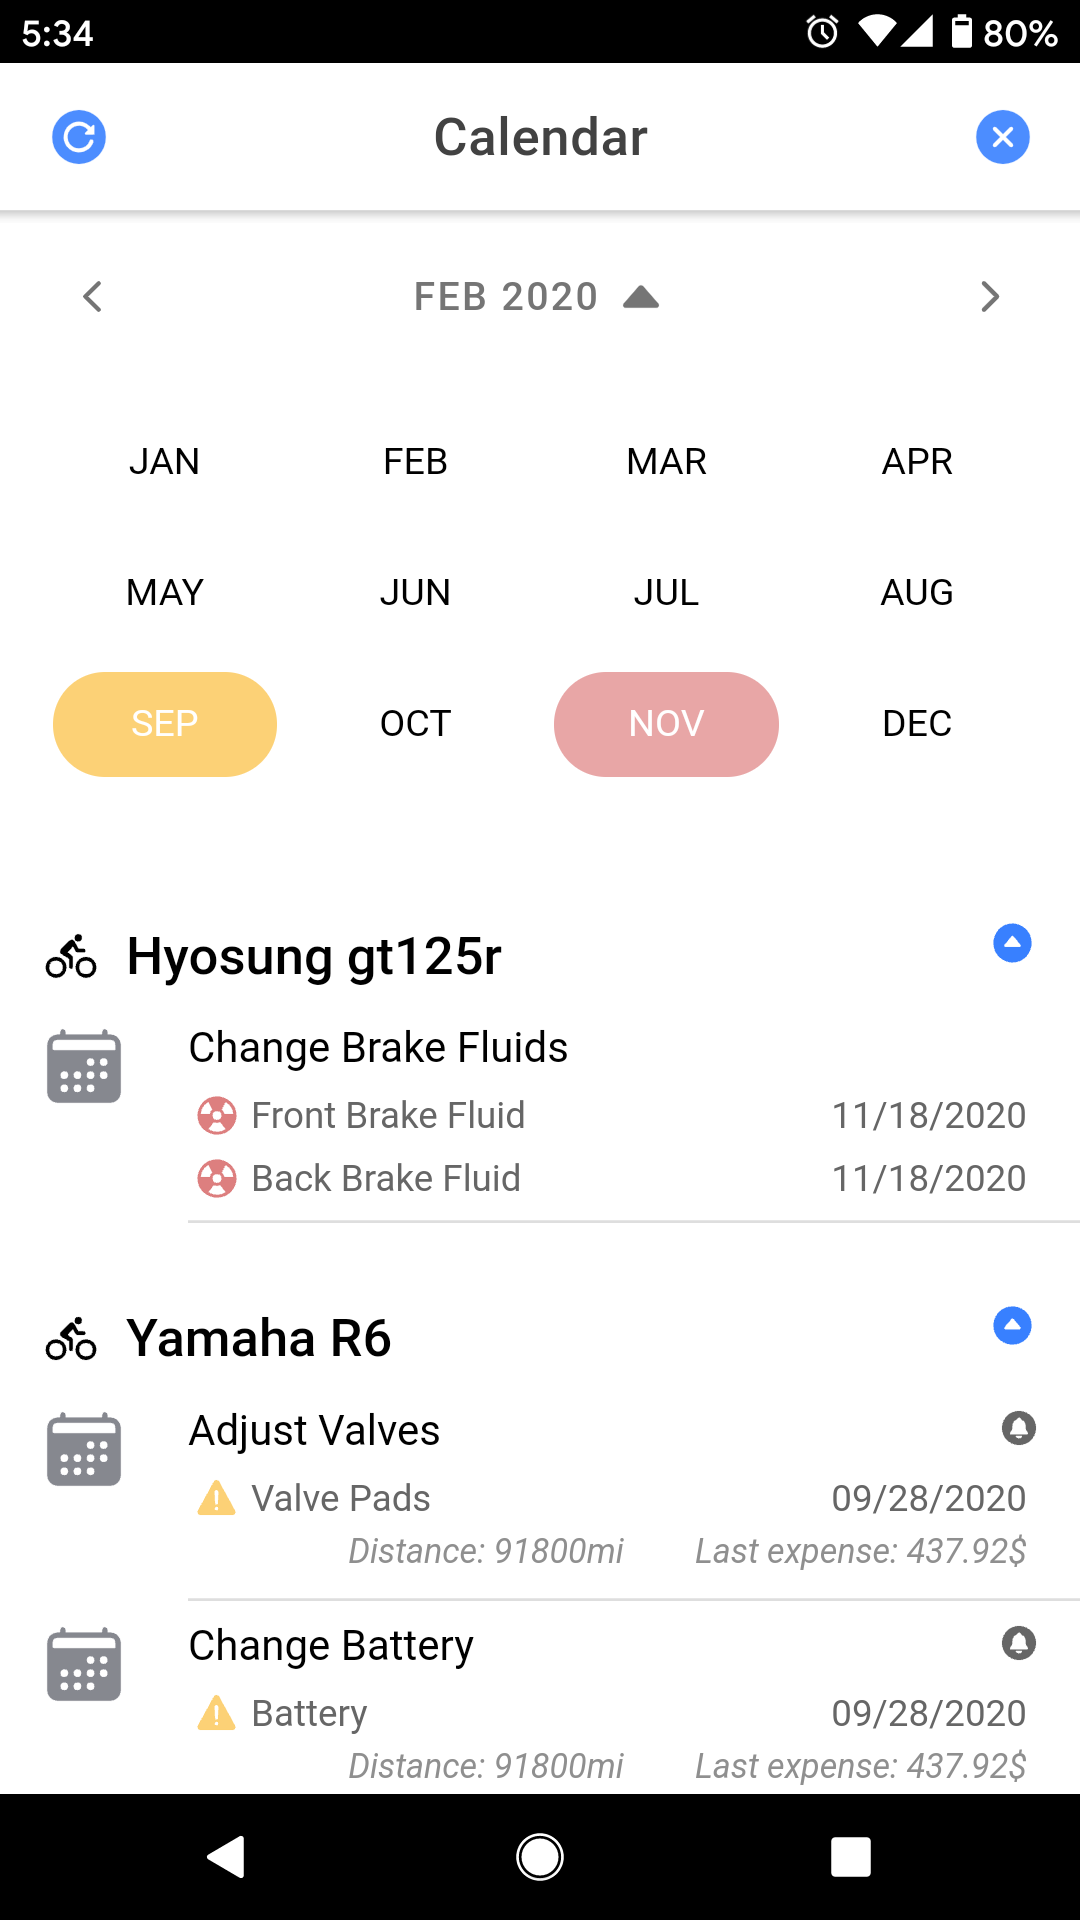 5:34 80%
Calendar
FEB 2020
JAN FEB MAR APR
MAY JUN JUL AUG
SEP OCT NOV DEC
Hyosung gt125r
Change Brake Fluids
Front Brake Fluid 11/18/2020
Back Brake Fluid 11/18/2020
Yamaha R6
Adjust Valves
Valve Pads 09/28/2020
Distance: 91800mi Last expense: 437.92$
Change Battery
Battery 09/28/2020
Distance: 91800mi Last expense: 437.92$